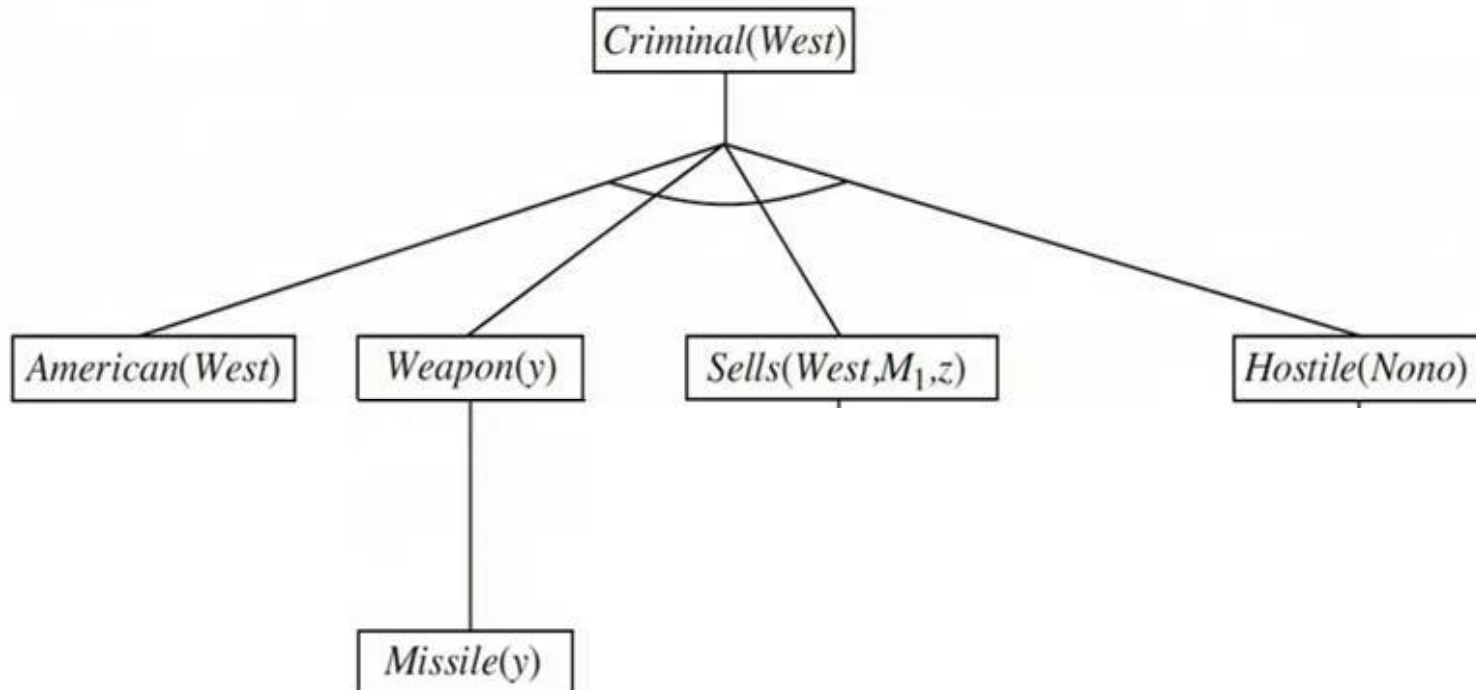 Criminal(West)
American(West)
Weapon(y)
Sells(West,M₁,z)
Hostile(Nono)
Missile(y)